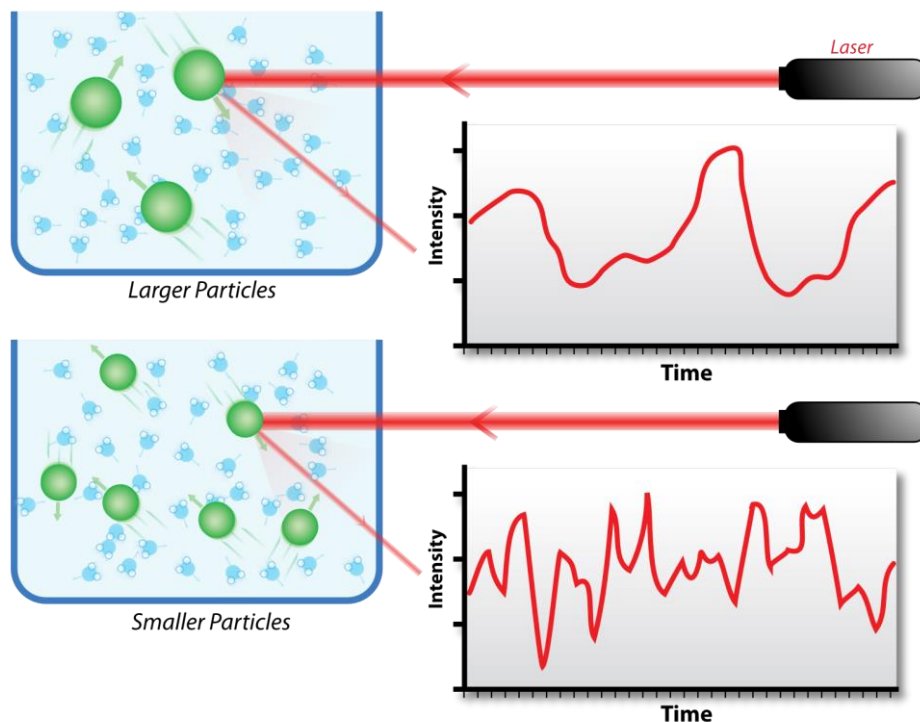 Laser
Intensity
Time
Larger Particles
Intensity
Time
Smaller Particles